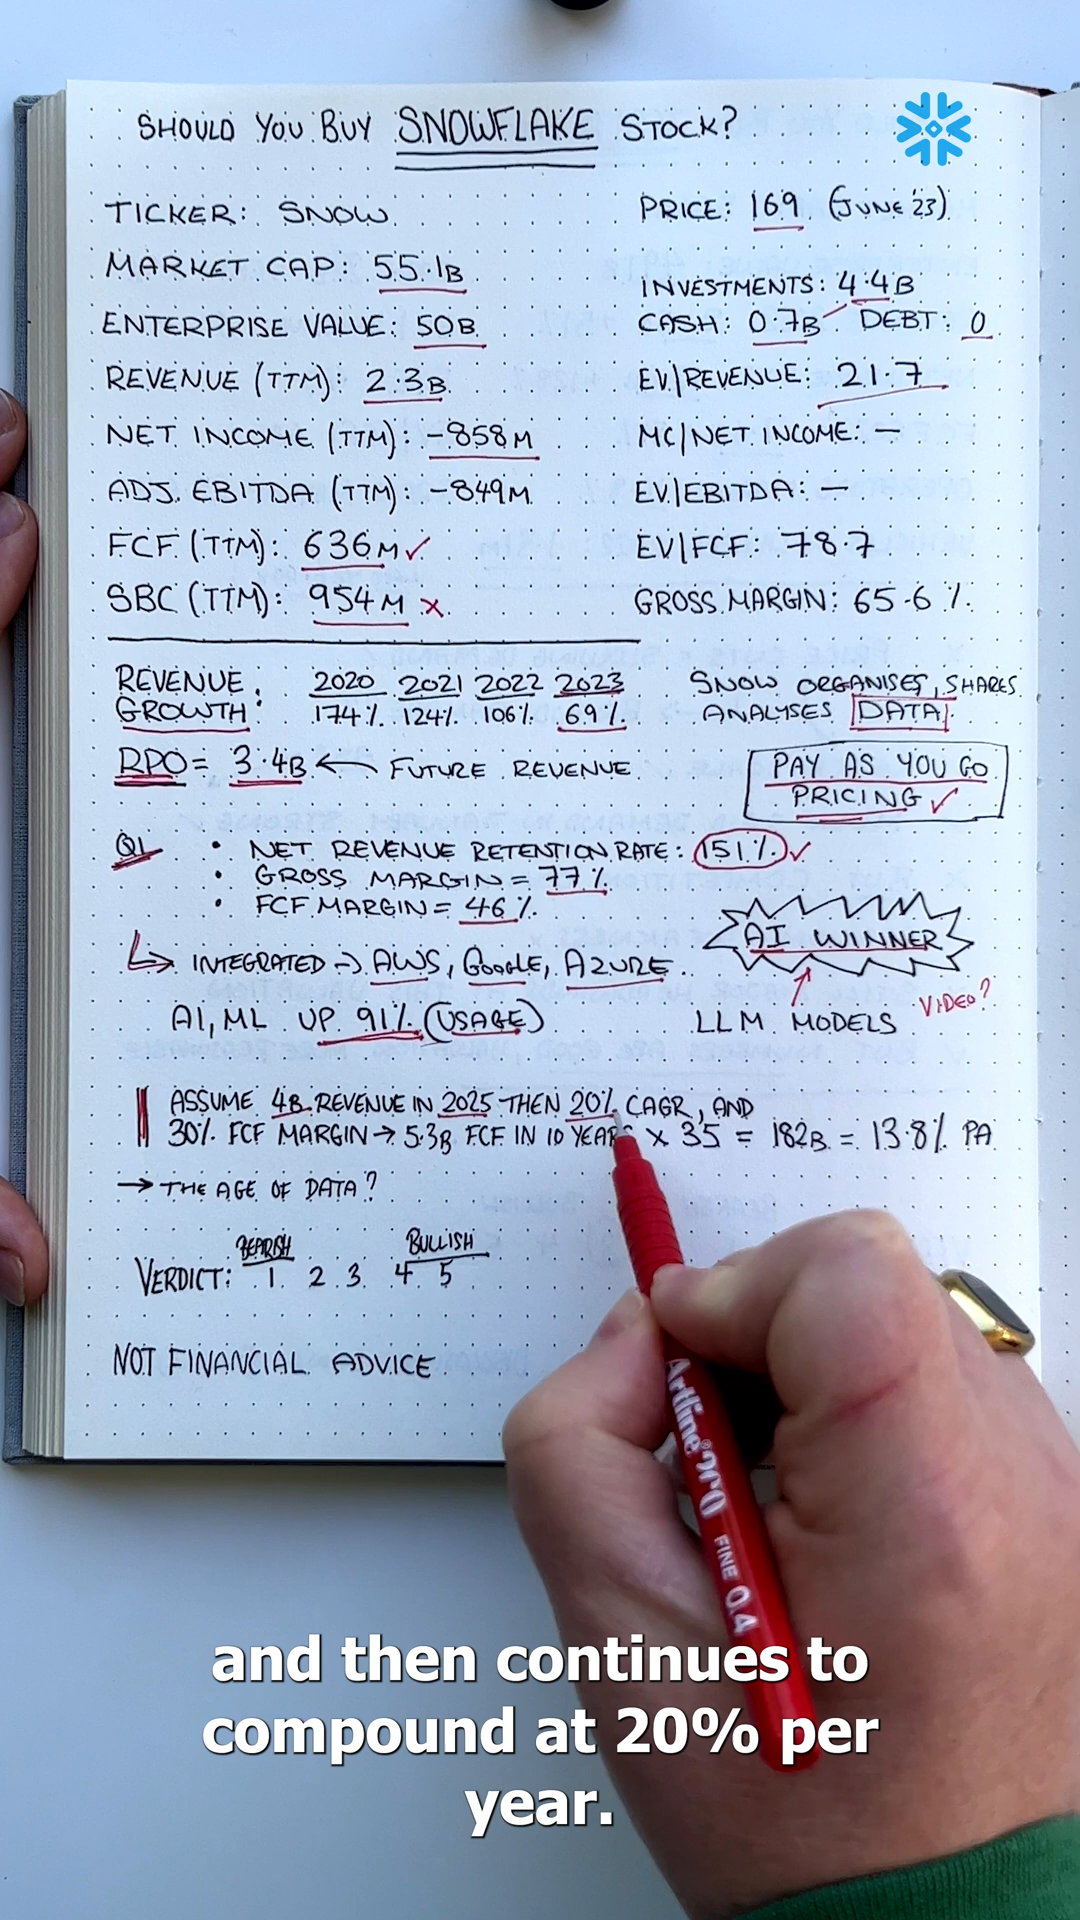 SHOULD YOU BUY SNOWFLAKE STOCK?
TICKER: SNOW
PRICE: 169 (JUNE 23)
MARKET CAP: 55.1B
INVESTMENTS: 4.4B
ENTERPRISE VALUE: 50B
CASH: 0.7B DEBT: 0
REVENUE (TTM): 2.3B
EV/REVENUE: 21.7
NET INCOME (TTM): -858M
MC/NET INCOME: -
ADJ. EBITDA (TTM): -849M
EV/EBITDA: -
FCF (TTM): 636M ✓
EV/FCF: 78.7
SBC (TTM): 954M x
GROSS MARGIN: 65.6%
REVENUE GROWTH: 2020 2021 2022 2023
174% 124% 106% 69%
SNOW ORGANISES, SHARES
ANALYSES DATA
RPO = 3.4B ← FUTURE REVENUE
PAY AS YOU GO
PRICING ✓
Q1 • NET REVENUE RETENTION RATE: 151% ✓
• GROSS MARGIN = 77%
• FCF MARGIN = 46%
AI WINNER
↳ INTEGRATED → AWS, GOOGLE, AZURE
AI, ML UP 91% (USAGE)
LLM MODELS
VIDEO?
ASSUME 4B REVENUE IN 2025 THEN 20% CAGR, AND
30% FCF MARGIN → 5.3B FCF IN 10 YEARS x 35 = 182B = 13.8% PA
→ THE AGE OF DATA?
BEARISH BULLISH
VERDICT: 1 2 3 4 5
NOT FINANCIAL ADVICE
Artline 210 FINE 0.4
and then continues to
compound at 20% per
year.